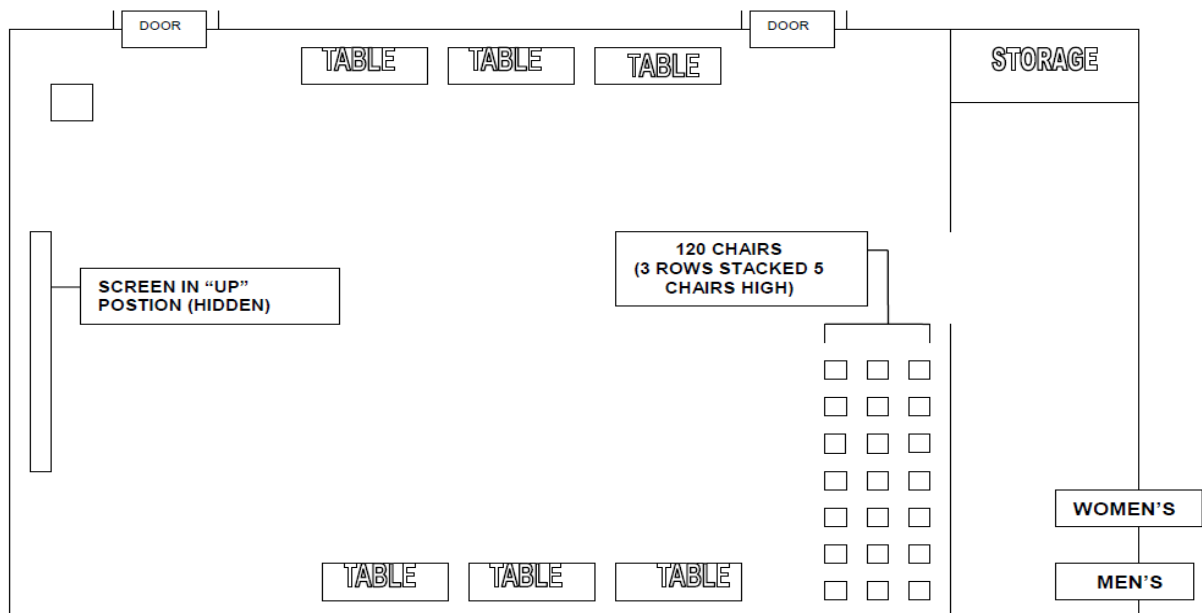 DOOR
DOOR
TABLE
TABLE
TABLE
STORAGE
120 CHAIRS
(3 ROWS STACKED 5
CHAIRS HIGH)
SCREEN IN “UP”
POSTION (HIDDEN)
WOMEN’S
TABLE
TABLE
TABLE
MEN’S